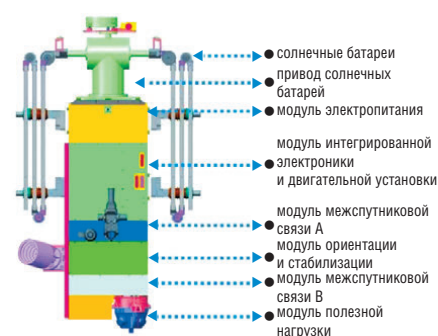 солнечные батареи
привод солнечных
батарей
модуль электропитания
модуль интегрированной
электроники
и двигательной установки
модуль межспутниковой
связи А
модуль ориентации
и стабилизации
модуль межспутниковой
связи В
модуль полезной
нагрузки